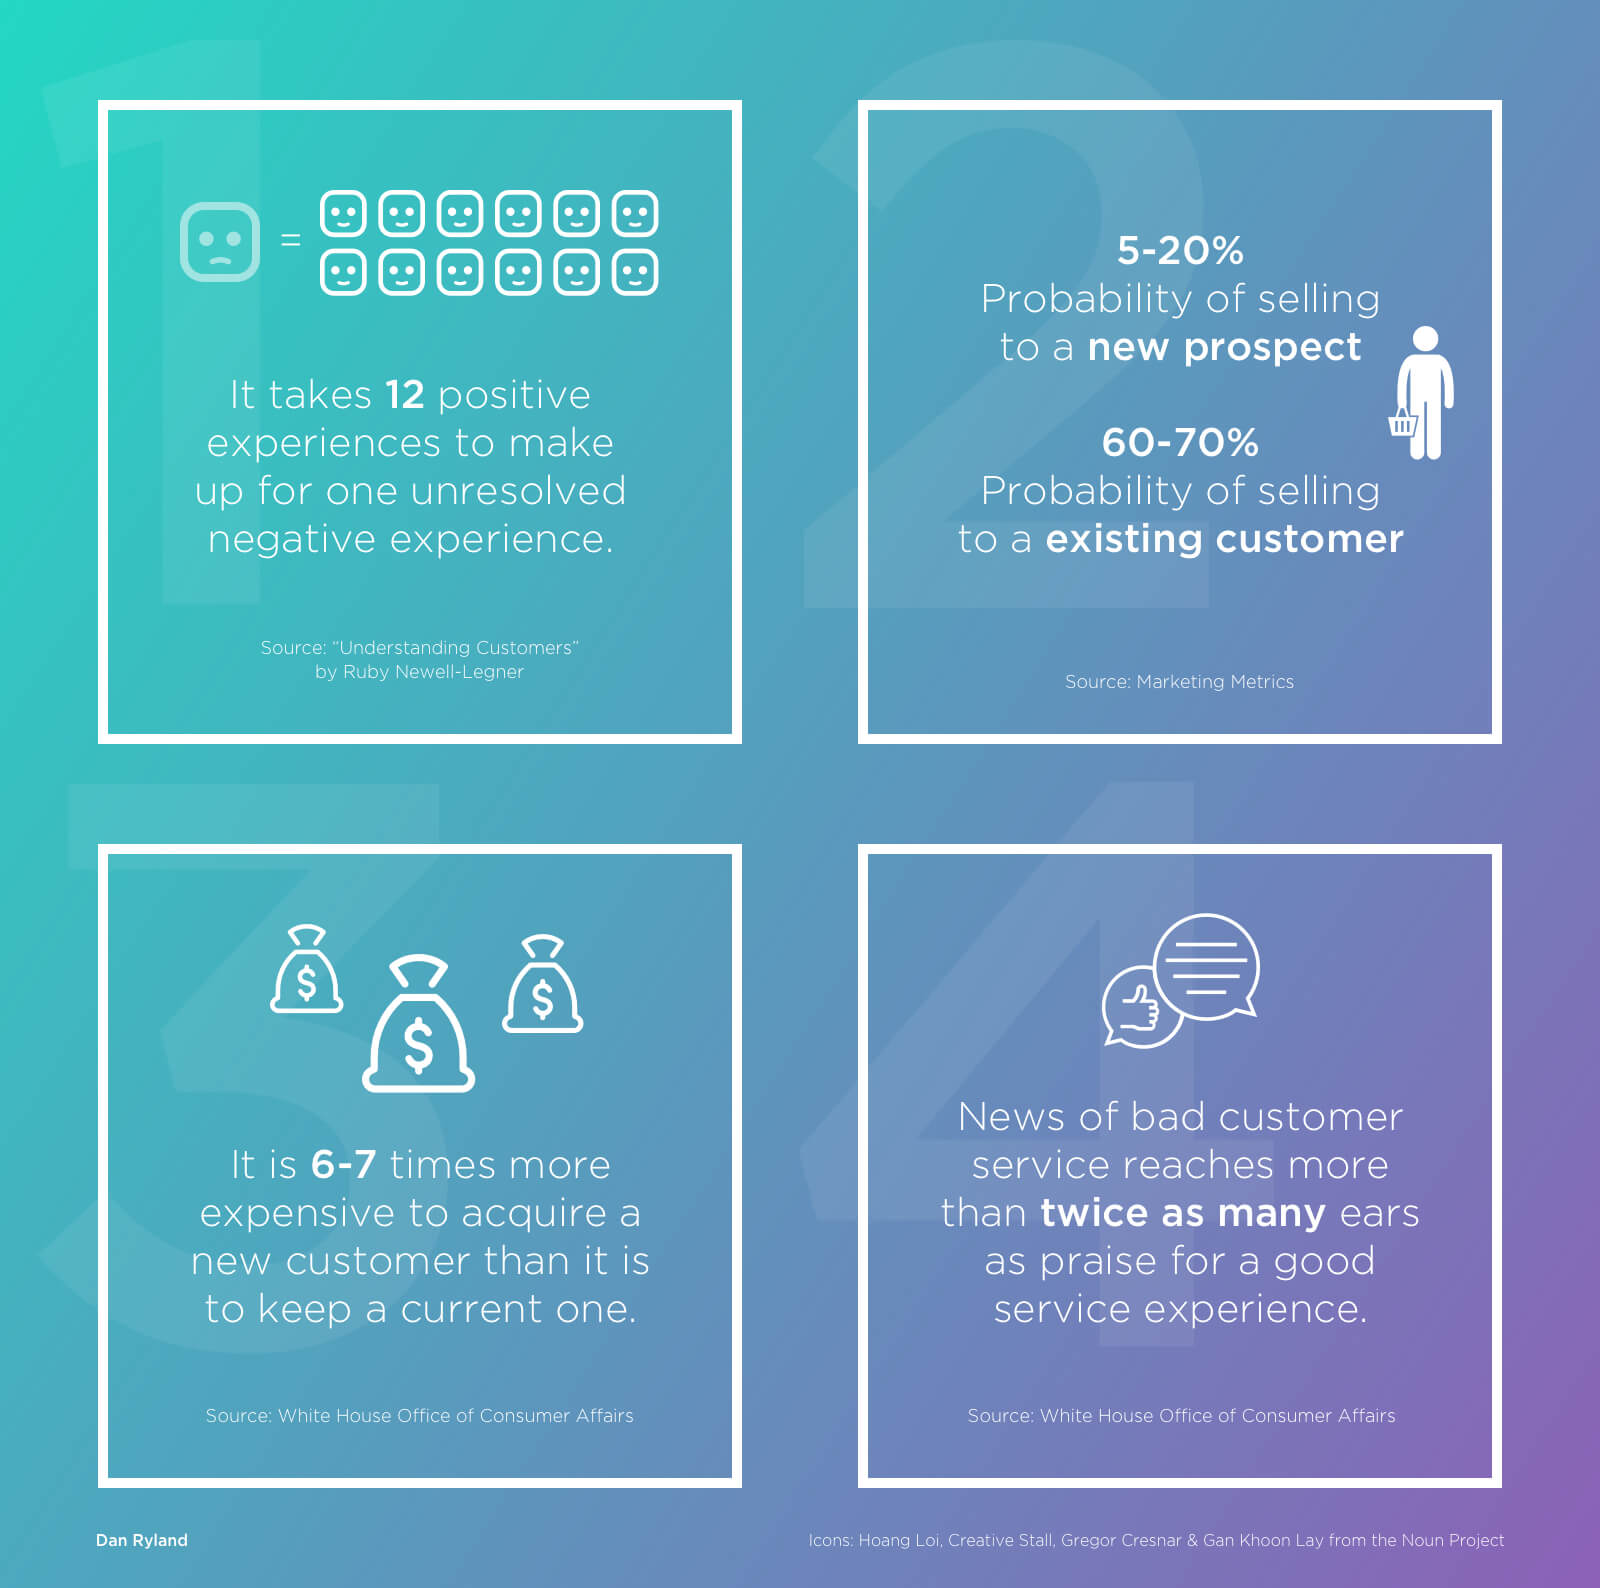 1
=
It takes 12 positive
experiences to make
up for one unresolved
negative experience.
Source: “Understanding Customers”
by Ruby Newell-Legner
2
5-20%
Probability of selling
to a new prospect
60-70%
Probability of selling
to a existing customer
Source: Marketing Metrics
3
$ $ $
It is 6-7 times more
expensive to acquire a
new customer than it is
to keep a current one.
Source: White House Office of Consumer Affairs
4
News of bad customer
service reaches more
than twice as many ears
as praise for a good
service experience.
Source: White House Office of Consumer Affairs
Dan Ryland
Icons: Hoang Loi, Creative Stall, Gregor Cresnar & Gan Khoon Lay from the Noun Project